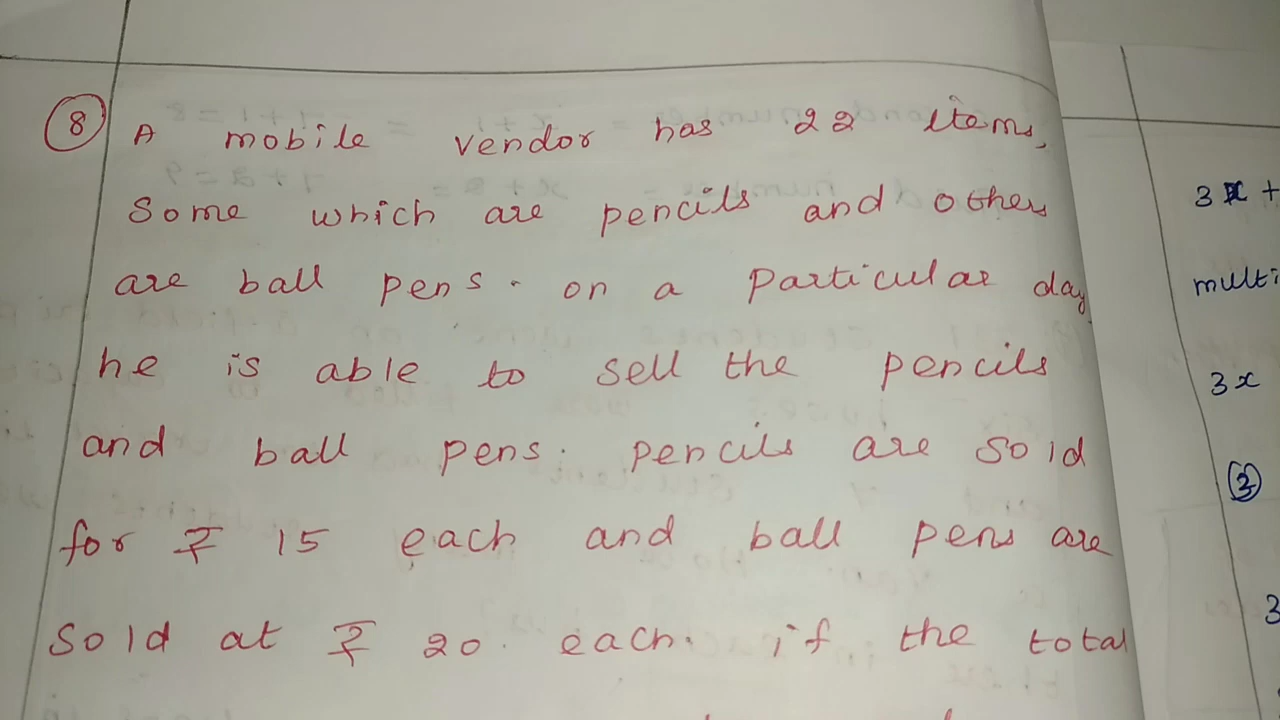 8 A mobile vendor has 22 items,
Some which are pencils and others
are ball pens. on a particular day
he is able to sell the pencils
and ball pens. pencils are sold
for ₹ 15 each and ball pens are
sold at ₹ 20 each. if the total
3x +
multi
3x
3
3